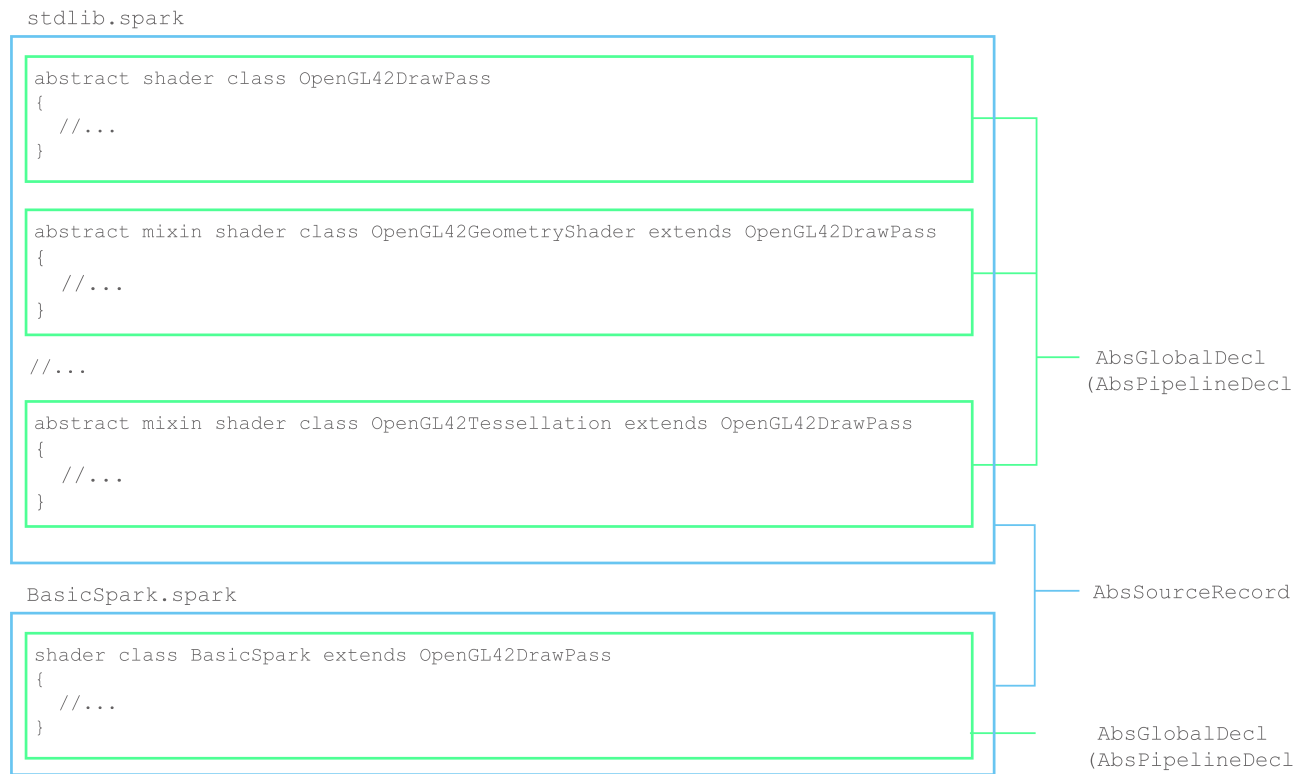 stdlib.spark
abstract shader class OpenGL42DrawPass
{
//...
}
abstract mixin shader class OpenGL42GeometryShader extends OpenGL42DrawPass
{
//...
}
//...
abstract mixin shader class OpenGL42Tessellation extends OpenGL42DrawPass
{
//...
}
AbsGlobalDecl
(AbsPipelineDecl
BasicSpark.spark
shader class BasicSpark extends OpenGL42DrawPass
{
//...
}
AbsSourceRecord
AbsGlobalDecl
(AbsPipelineDecl